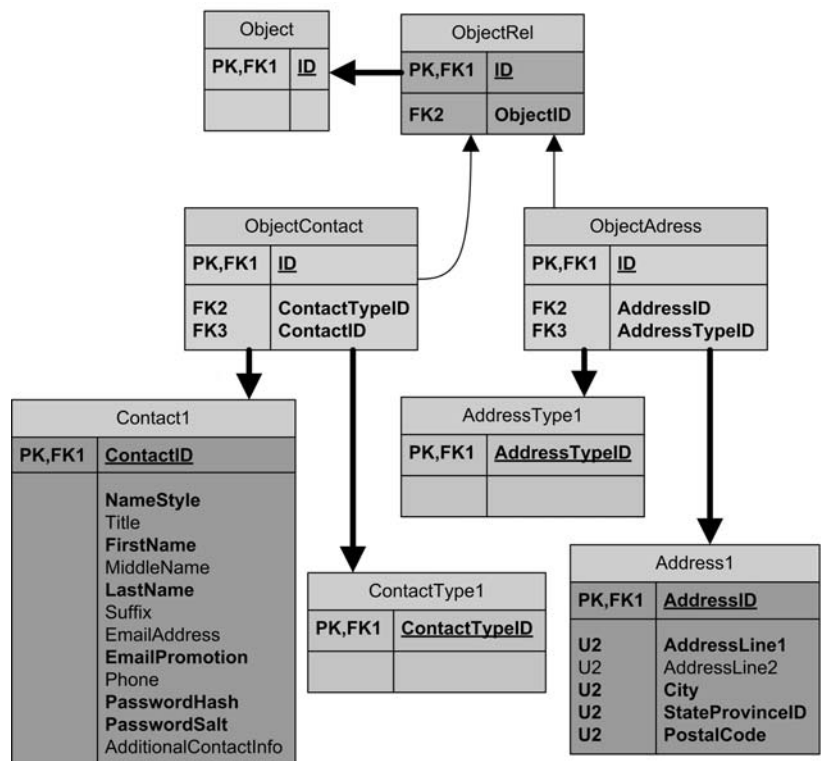 Object
PK,FK1 ID
ObjectRel
PK,FK1 ID
FK2 ObjectID
ObjectContact
PK,FK1 ID
FK2 ContactTypeID
FK3 ContactID
ObjectAdress
PK,FK1 ID
FK2 AddressID
FK3 AddressTypeID
Contact1
PK,FK1 ContactID
NameStyle
Title
FirstName
MiddleName
LastName
Suffix
EmailAddress
EmailPromotion
Phone
PasswordHash
PasswordSalt
AdditionalContactInfo
AddressType1
PK,FK1 AddressTypeID
ContactType1
PK,FK1 ContactTypeID
Address1
PK,FK1 AddressID
U2 AddressLine1
U2 AddressLine2
U2 City
U2 StateProvinceID
U2 PostalCode